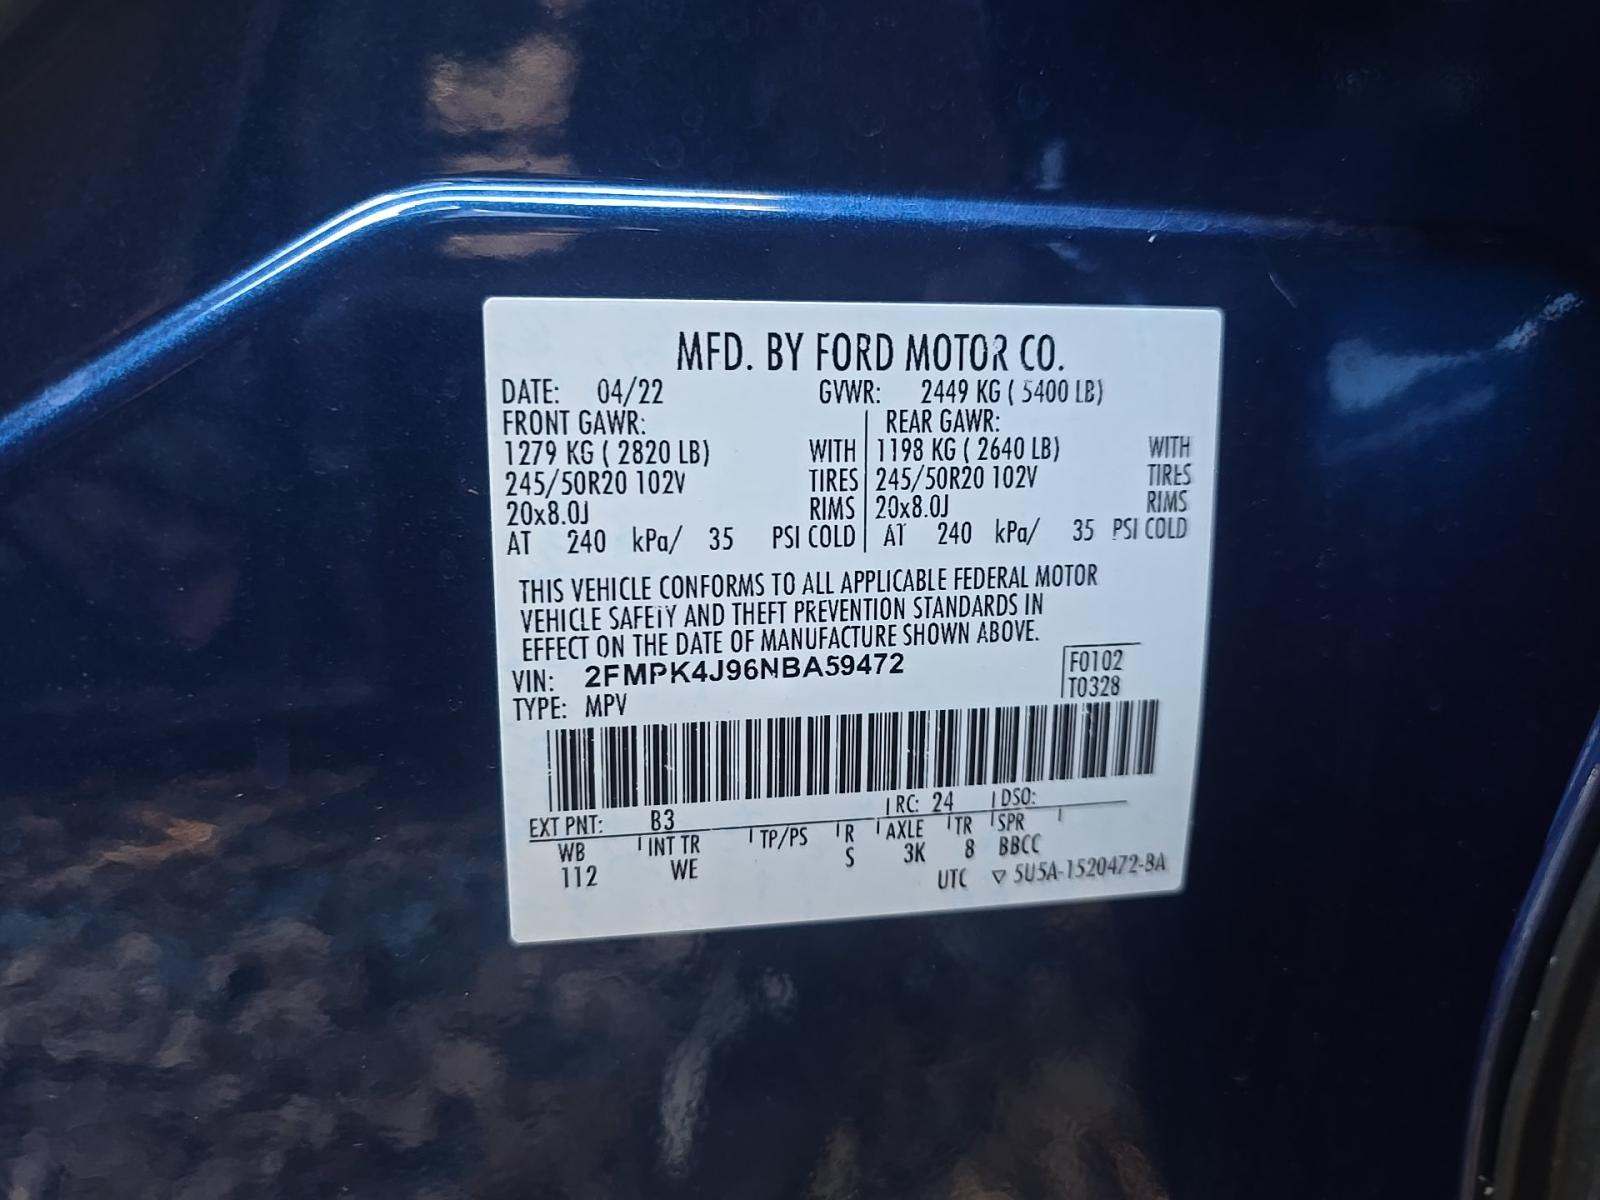 MFD. BY FORD MOTOR CO.
DATE: 04/22 GVWR: 2449 KG ( 5400 LB)
FRONT GAWR: REAR GAWR:
1279 KG ( 2820 LB) WITH 1198 KG ( 2640 LB) WITH
245/50R20 102V TIRES 245/50R20 102V TIRES
20x8.0J RIMS 20x8.0J RIMS
AT 240 kPa/ 35 PSI COLD AT 240 kPa/ 35 PSI COLD
THIS VEHICLE CONFORMS TO ALL APPLICABLE FEDERAL MOTOR
VEHICLE SAFETY AND THEFT PREVENTION STANDARDS IN
EFFECT ON THE DATE OF MANUFACTURE SHOWN ABOVE.
VIN: 2FMPK4J96NBA59472 F0102
TYPE: MPV T0328
EXT PNT: B3 RC: 24 DSO:
WB INT TR TP/PS R AXLE TR SPR
112 WE S 3K 8 BBCC
UTC ▽ 5U5A-1520472-BA